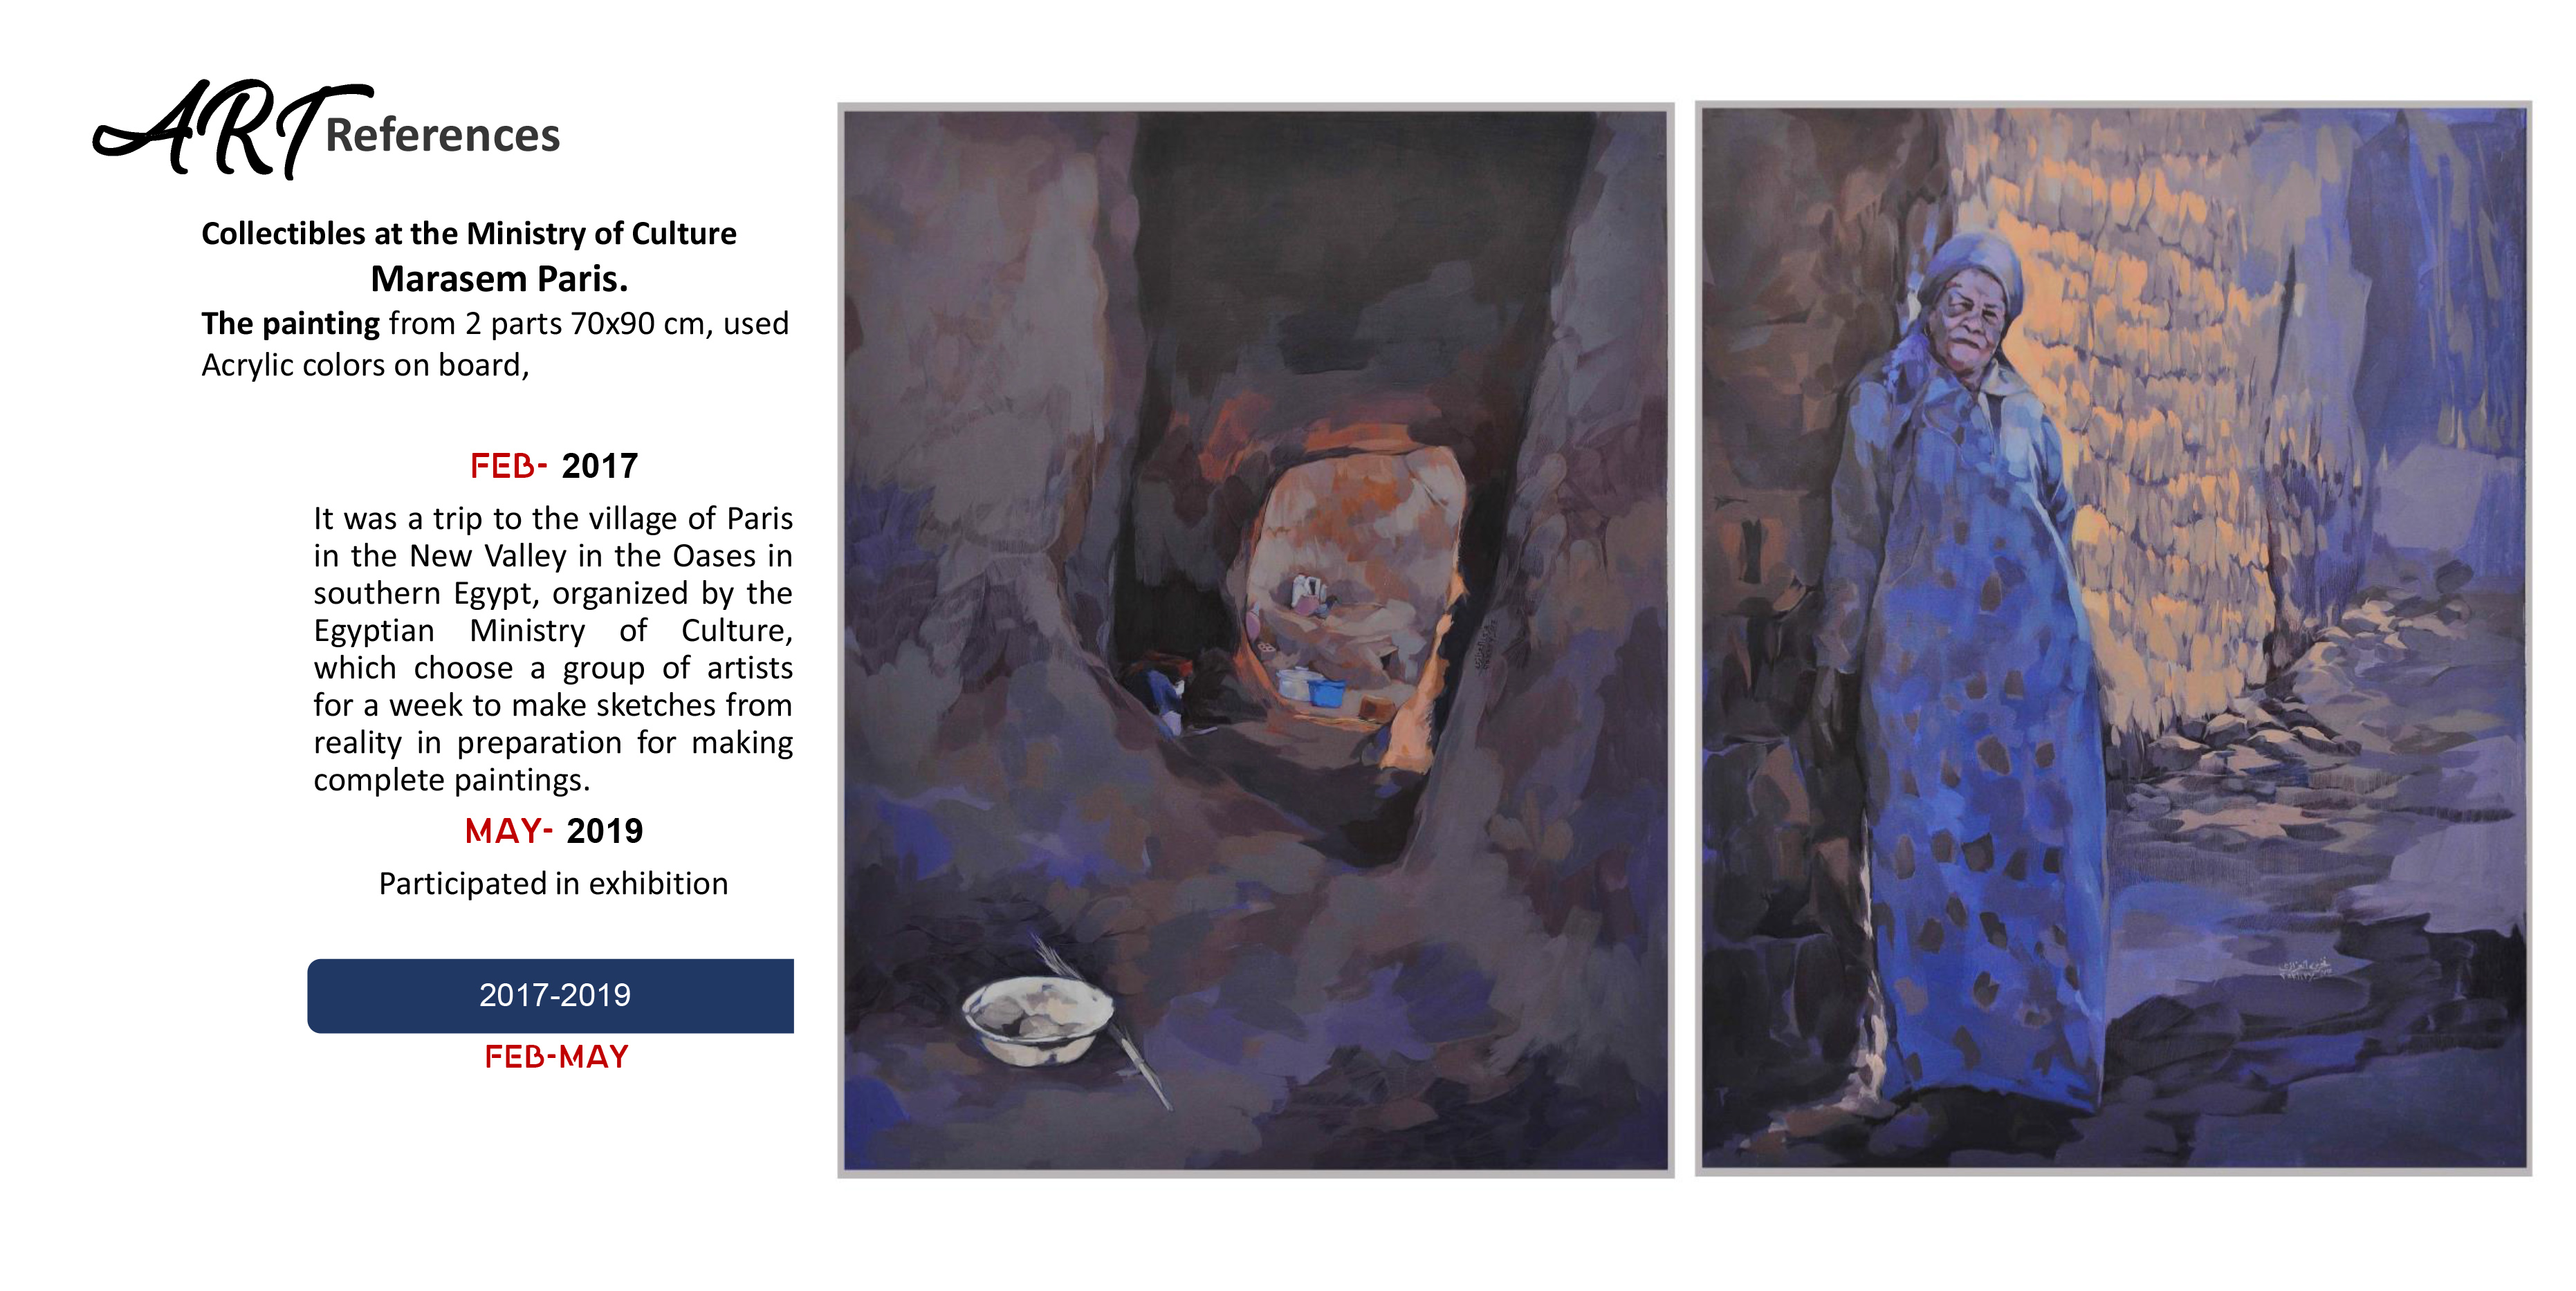 ART References
Collectibles at the Ministry of Culture
Marasem Paris.
The painting from 2 parts 70x90 cm, used
Acrylic colors on board,
FEB- 2017
It was a trip to the village of Paris
in the New Valley in the Oases in
southern Egypt, organized by the
Egyptian Ministry of Culture,
which choose a group of artists
for a week to make sketches from
reality in preparation for making
complete paintings.
MAY- 2019
Participated in exhibition
2017-2019
FEB-MAY